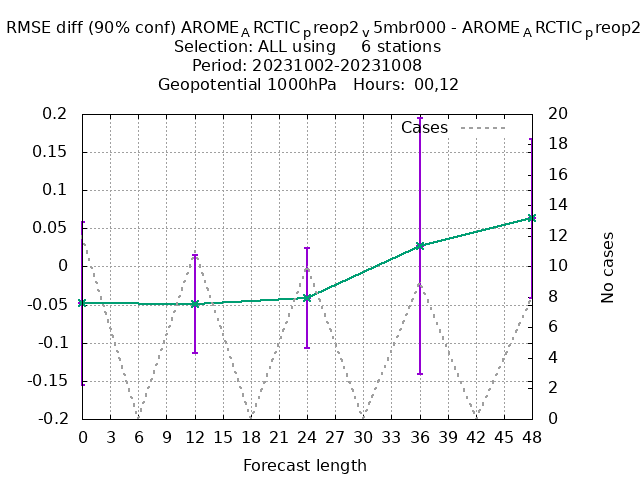 RMSE diff (90% conf) AROME_ARCTIC_preop2_v5mbr000 - AROME_ARCTIC_preop2
Selection: ALL using 6 stations
Period: 20231002-20231008
Geopotential 1000hPa Hours: 00,12
Cases
0.2
0.15
0.1
0.05
0
-0.05
-0.1
-0.15
-0.2
20
18
16
14
12
10
8
6
4
2
0
No cases
0 3 6 9 12 15 18 21 24 27 30 33 36 39 42 45 48
Forecast length